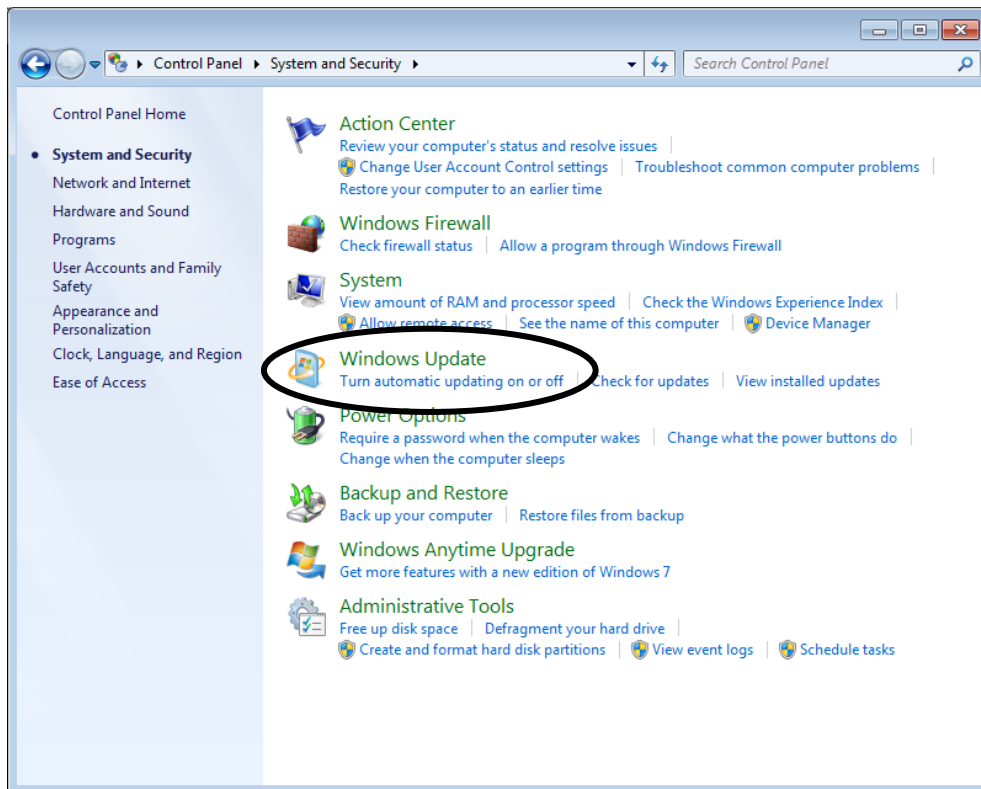 Control Panel System and Security
Search Control Panel
Control Panel Home
System and Security
Network and Internet
Hardware and Sound
Programs
User Accounts and Family
Safety
Appearance and
Personalization
Clock, Language, and Region
Ease of Access
Action Center
Review your computer's status and resolve issues
Change User Account Control settings Troubleshoot common computer problems
Restore your computer to an earlier time
Windows Firewall
Check firewall status Allow a program through Windows Firewall
System
View amount of RAM and processor speed Check the Windows Experience Index
Allow remote access See the name of this computer Device Manager
Windows Update
Turn automatic updating on or off Check for updates View installed updates
Power Options
Require a password when the computer wakes Change what the power buttons do
Change when the computer sleeps
Backup and Restore
Back up your computer Restore files from backup
Windows Anytime Upgrade
Get more features with a new edition of Windows 7
Administrative Tools
Free up disk space Defragment your hard drive
Create and format hard disk partitions View event logs Schedule tasks